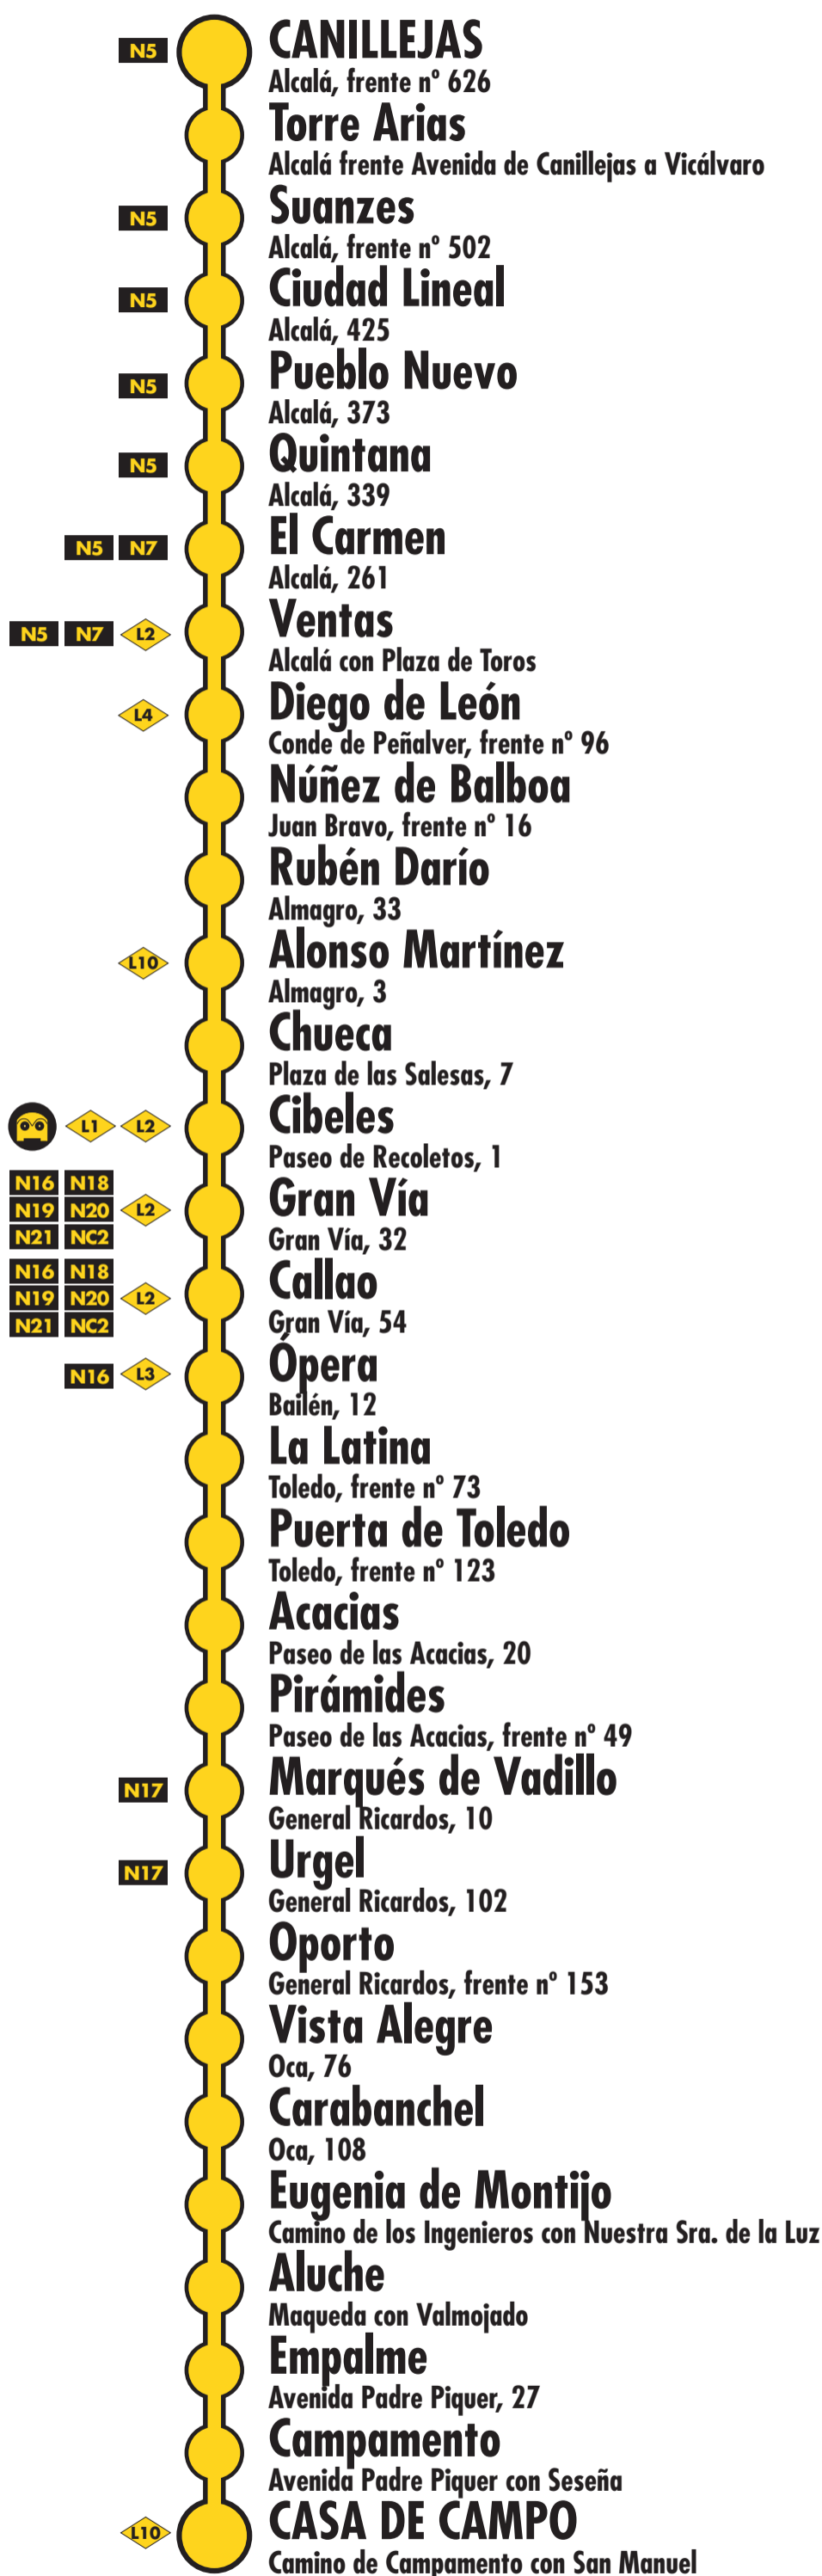 N5
CANILLEJAS
Alcalá, frente nº 626
Torre Arias
Alcalá frente Avenida de Canillejas a Vicálvaro
N5
Suanzes
Alcalá, frente nº 502
N5
Ciudad Lineal
Alcalá, 425
N5
Pueblo Nuevo
Alcalá, 373
N5
Quintana
Alcalá, 339
N5 N7
El Carmen
Alcalá, 261
N5 N7 L2
Ventas
Alcalá con Plaza de Toros
L4
Diego de León
Conde de Peñalver, frente nº 96
Núñez de Balboa
Juan Bravo, frente nº 16
Rubén Darío
Almagro, 33
L10
Alonso Martínez
Almagro, 3
Chueca
Plaza de las Salesas, 7
L1 L2
Cibeles
Paseo de Recoletos, 1
N16 N18
N19 N20 L2
N21 NC2
Gran Vía
Gran Vía, 32
N16 N18
N19 N20 L2
N21 NC2
Callao
Gran Vía, 54
N16 L3
Ópera
Bailén, 12
La Latina
Toledo, frente nº 73
Puerta de Toledo
Toledo, frente nº 123
Acacias
Paseo de las Acacias, 20
Pirámides
Paseo de las Acacias, frente nº 49
N17
Marqués de Vadillo
General Ricardos, 10
N17
Urgel
General Ricardos, 102
Oporto
General Ricardos, frente nº 153
Vista Alegre
Oca, 76
Carabanchel
Oca, 108
Eugenia de Montijo
Camino de los Ingenieros con Nuestra Sra. de la Luz
Aluche
Maqueda con Valmojado
Empalme
Avenida Padre Piquer, 27
Campamento
Avenida Padre Piquer con Seseña
L10
CASA DE CAMPO
Camino de Campamento con San Manuel